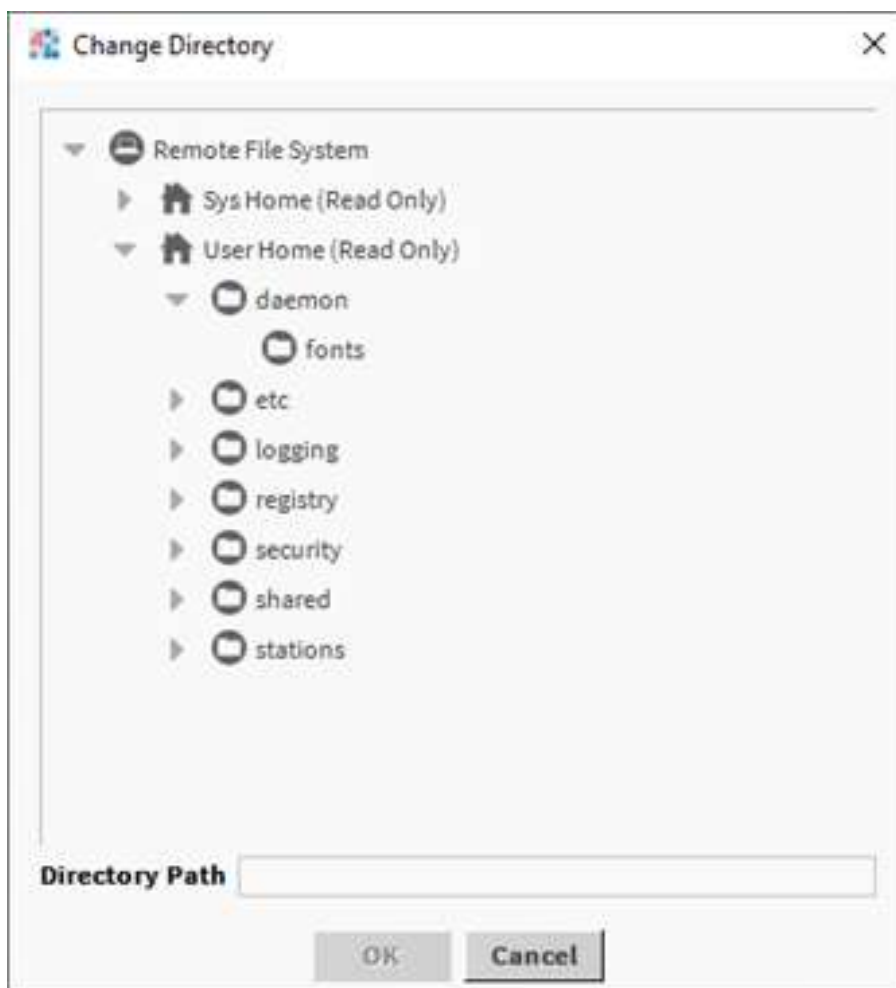 Change Directory
Remote File System
Sys Home (Read Only)
User Home (Read Only)
daemon
fonts
etc
logging
registry
security
shared
stations
Directory Path
OK Cancel